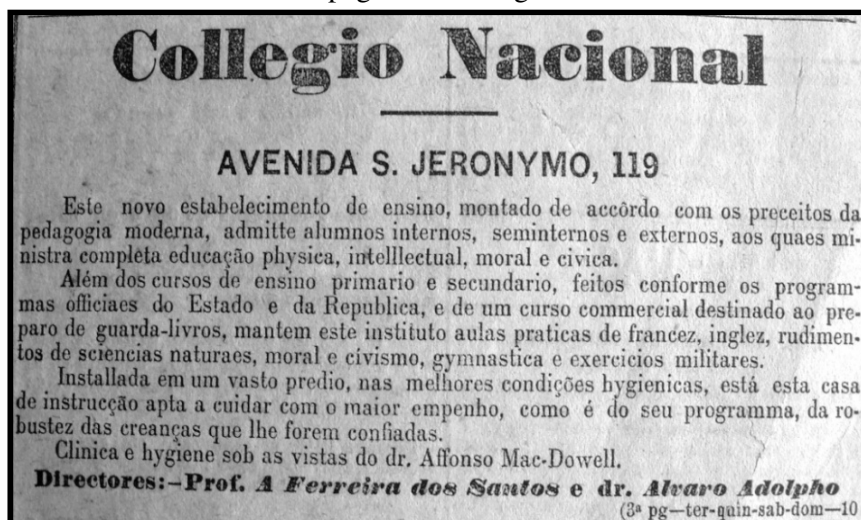 Collegio Nacional
AVENIDA S. JERONYMO, 119
Este novo estabelecimento de ensino, montado de accôrdo com os preceitos da
pedagogia moderna, admitte alumnos internos, seminternos e externos, aos quaes mi-
nistra completa educação physica, intelllectual, moral e civica.
Além dos cursos de ensino primario e secundario, feitos conforme os program-
mas officiaes do Estado e da Republica, e de um curso commercial destinado ao pre-
paro de guarda-livros, mantem este instituto aulas praticas de francez, inglez, rudimen-
tos de sciencias naturaes, moral e civismo, gymnastica e exercicios militares.
Installada em um vasto predio, nas melhores condições hygienicas, está esta casa
de instrucção apta a cuidar com o maior empenho, como é do seu programma, da ro-
bustez das creanças que lhe forem confiadas.
Clinica e hygiene sob as vistas do dr. Affonso Mac-Dowell.
Directores:—Prof. A Ferreira dos Santos e dr. Alvaro Adolpho
(3ª pg—ter-quin-sab-dom—10